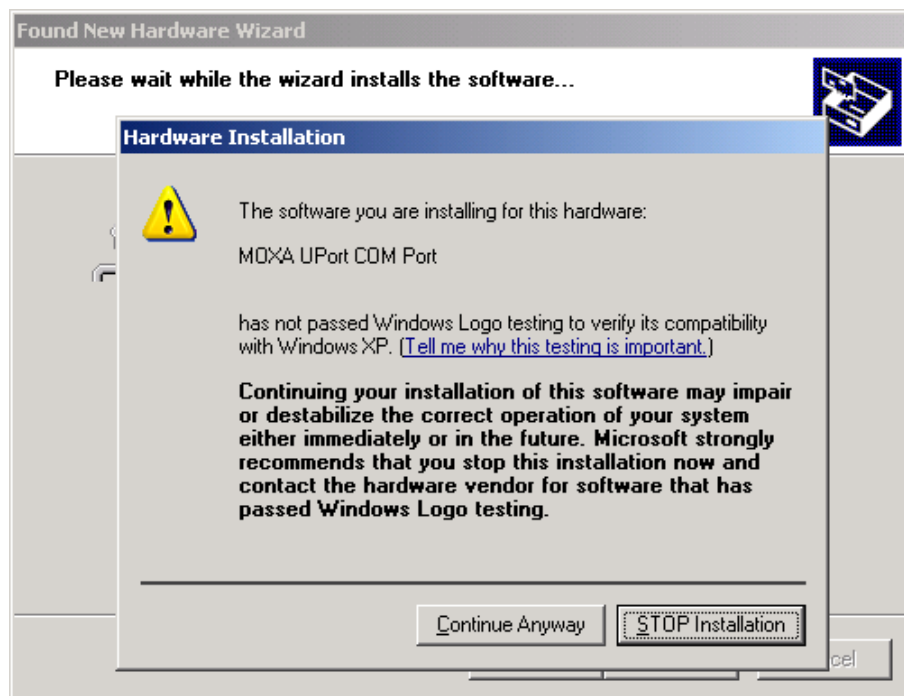 Found New Hardware Wizard
Please wait while the wizard installs the software...
Hardware Installation
The software you are installing for this hardware:
MOXA UPort COM Port
has not passed Windows Logo testing to verify its compatibility
with Windows XP. (Tell me why this testing is important.)
Continuing your installation of this software may impair
or destabilize the correct operation of your system
either immediately or in the future. Microsoft strongly
recommends that you stop this installation now and
contact the hardware vendor for software that has
passed Windows Logo testing.
Continue Anyway
STOP Installation